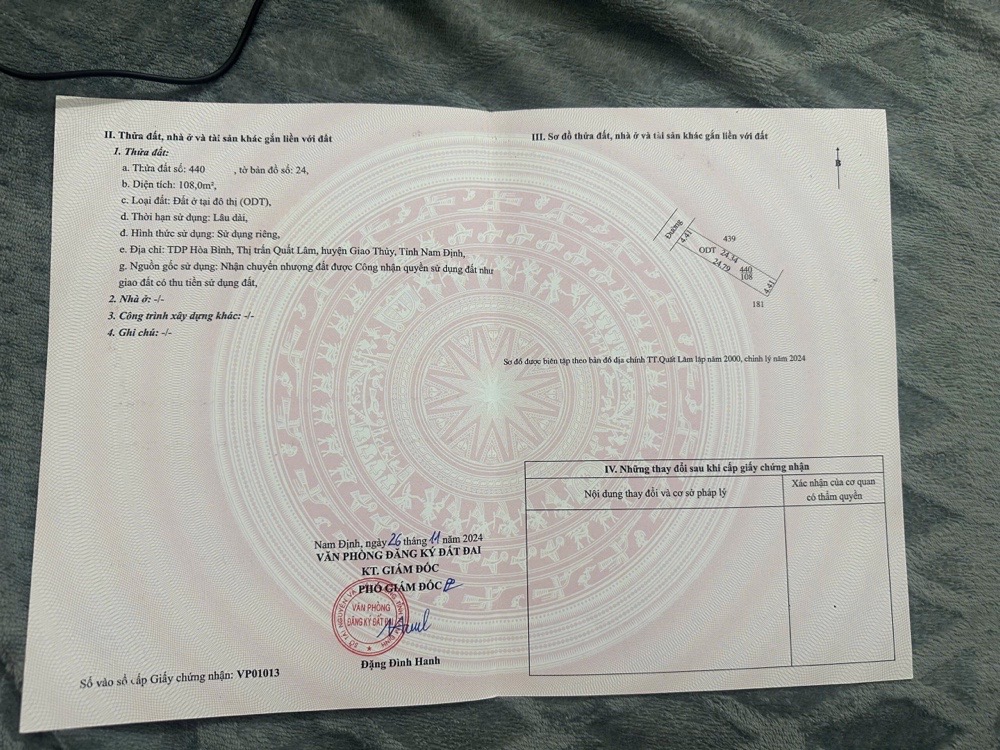 II. Thửa đất, nhà ở và tài sản khác gắn liền với đất
1. Thửa đất:
a. Thửa đất số: 440 , tờ bản đồ số: 24,
b. Diện tích: 108,0m²,
c. Loại đất: Đất ở tại đô thị (ODT),
d. Thời hạn sử dụng: Lâu dài,
đ. Hình thức sử dụng: Sử dụng riêng,
e. Địa chỉ: TDP Hòa Bình, Thị trấn Quất Lâm, huyện Giao Thủy, Tỉnh Nam Định,
g. Nguồn gốc sử dụng: Nhận chuyển nhượng đất được Công nhận quyền sử dụng đất như
giao đất có thu tiền sử dụng đất,
2. Nhà ở: -/-
3. Công trình xây dựng khác: -/-
4. Ghi chú: -/-
Nam Định, ngày 26 tháng 11 năm 2024
VĂN PHÒNG ĐĂNG KÝ ĐẤT ĐAI
KT. GIÁM ĐỐC
PHÓ GIÁM ĐỐC
VĂN PHÒNG
ĐĂNG KÝ ĐẤT ĐAI
Đặng Đình Hanh
Số vào sổ cấp Giấy chứng nhận: VP01013
III. Sơ đồ thửa đất, nhà ở và tài sản khác gắn liền với đất
B
Đường
4.41
439
ODT
24.34
24.79
440
108
4.41
181
Sơ đồ được biên tập theo bản đồ địa chính TT.Quất Lâm lập năm 2000, chỉnh lý năm 2024
IV. Những thay đổi sau khi cấp giấy chứng nhận
Nội dung thay đổi và cơ sở pháp lý
Xác nhận của cơ quan
có thẩm quyền